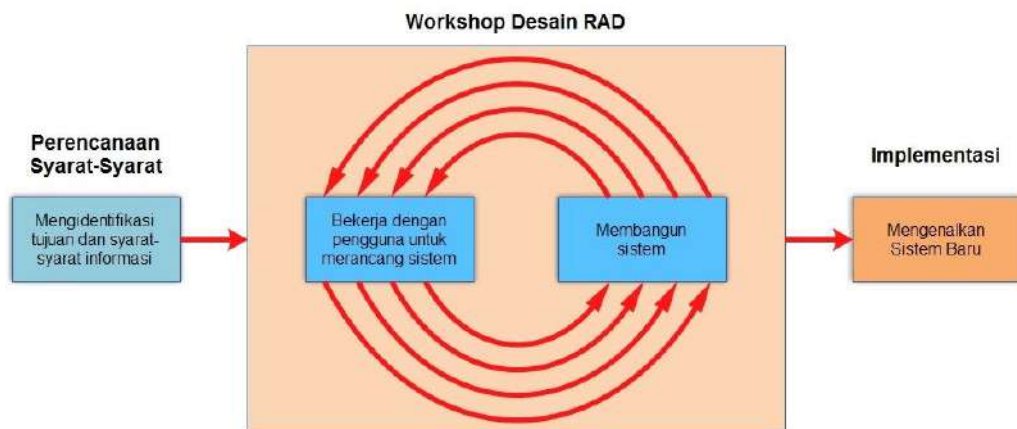 Workshop Desain RAD
Perencanaan
Syarat-Syarat
Mengidentifikasi
tujuan dan syarat-
syarat informasi
Bekerja dengan
pengguna untuk
merancang sistem
Membangun
sistem
Implementasi
Mengenalkan
Sistem Baru